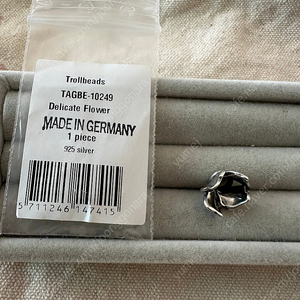 Trollbeads
TAGBE-10249
Delicate Flower
MADE IN GERMANY
1 piece
925 silver
5 711246 147415